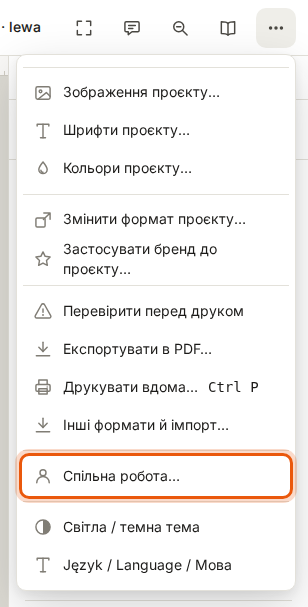 · lewa
Зображення проєкту...
Шрифти проєкту...
Кольори проєкту...
Змінити формат проєкту...
Застосувати бренд до
проєкту...
Перевірити перед друком
Експортувати в PDF...
Друкувати вдома... Ctrl P
Інші формати й імпорт...
Спільна робота...
Світла / темна тема
Język / Language / Мова